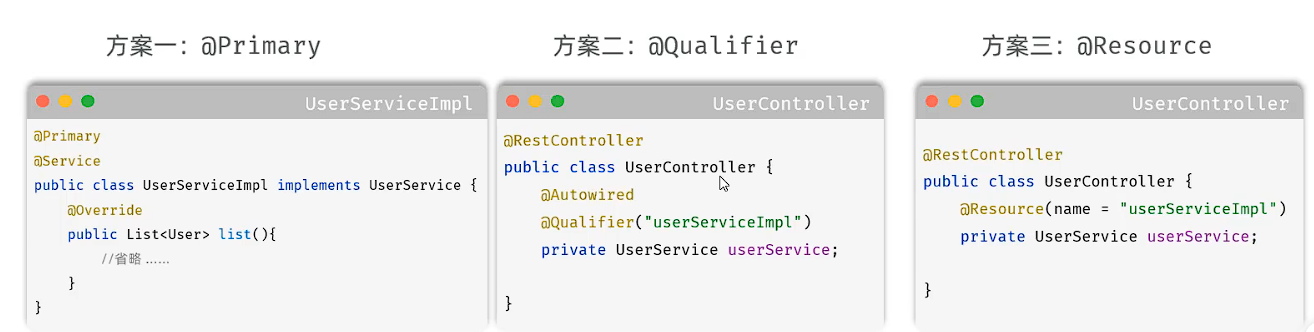 方案一：@Primary
UserServiceImpl
@Primary
@Service
public class UserServiceImpl implements UserService {
@Override
public List<User> list(){
//省略 ……
}
}
方案二：@Qualifier
UserController
@RestController
public class UserController {
@Autowired
@Qualifier("userServiceImpl")
private UserService userService;
}
方案三：@Resource
UserController
@RestController
public class UserController {
@Resource(name = "userServiceImpl")
private UserService userService;
}